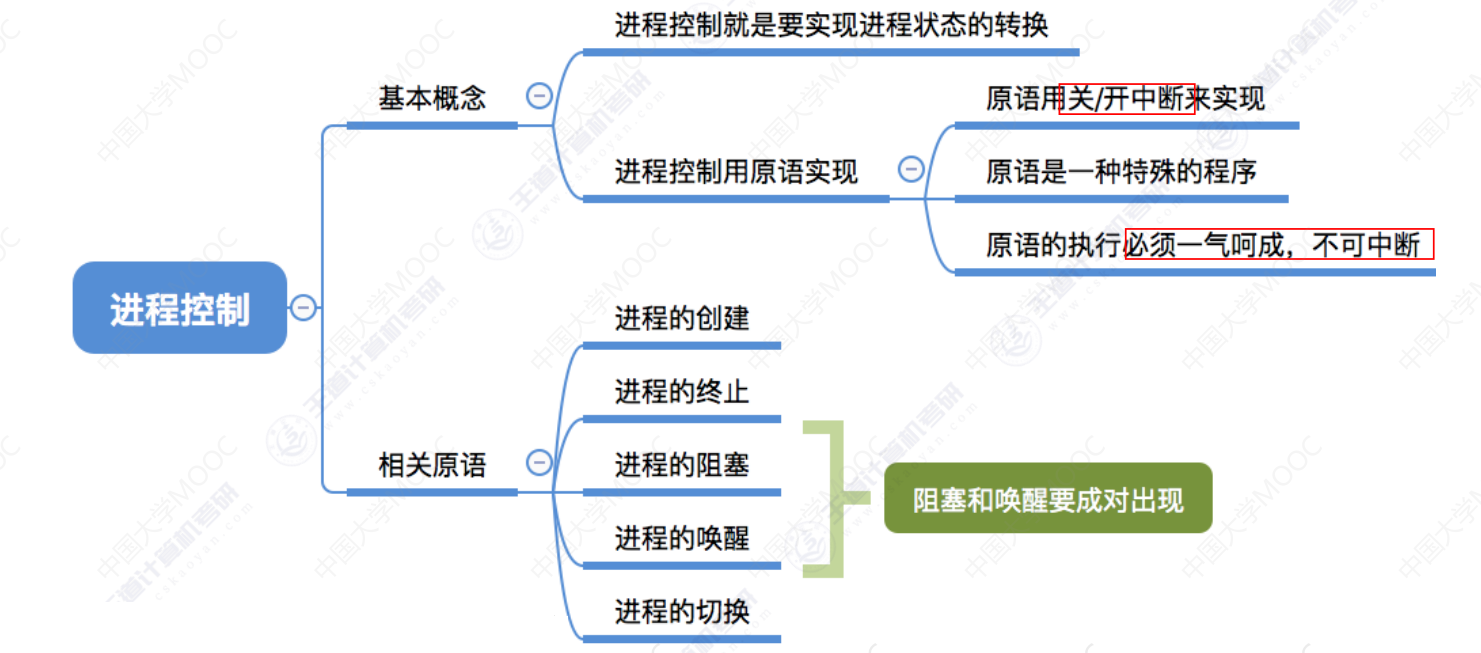 进程控制就是要实现进程状态的转换
基本概念
原语用关/开中断来实现
进程控制用原语实现
原语是一种特殊的程序
原语的执行必须一气呵成，不可中断
进程控制
进程的创建
进程的终止
相关原语
进程的阻塞
阻塞和唤醒要成对出现
进程的唤醒
进程的切换
中国大学MOOC
王道计算机考研
www.cskaoyan.com